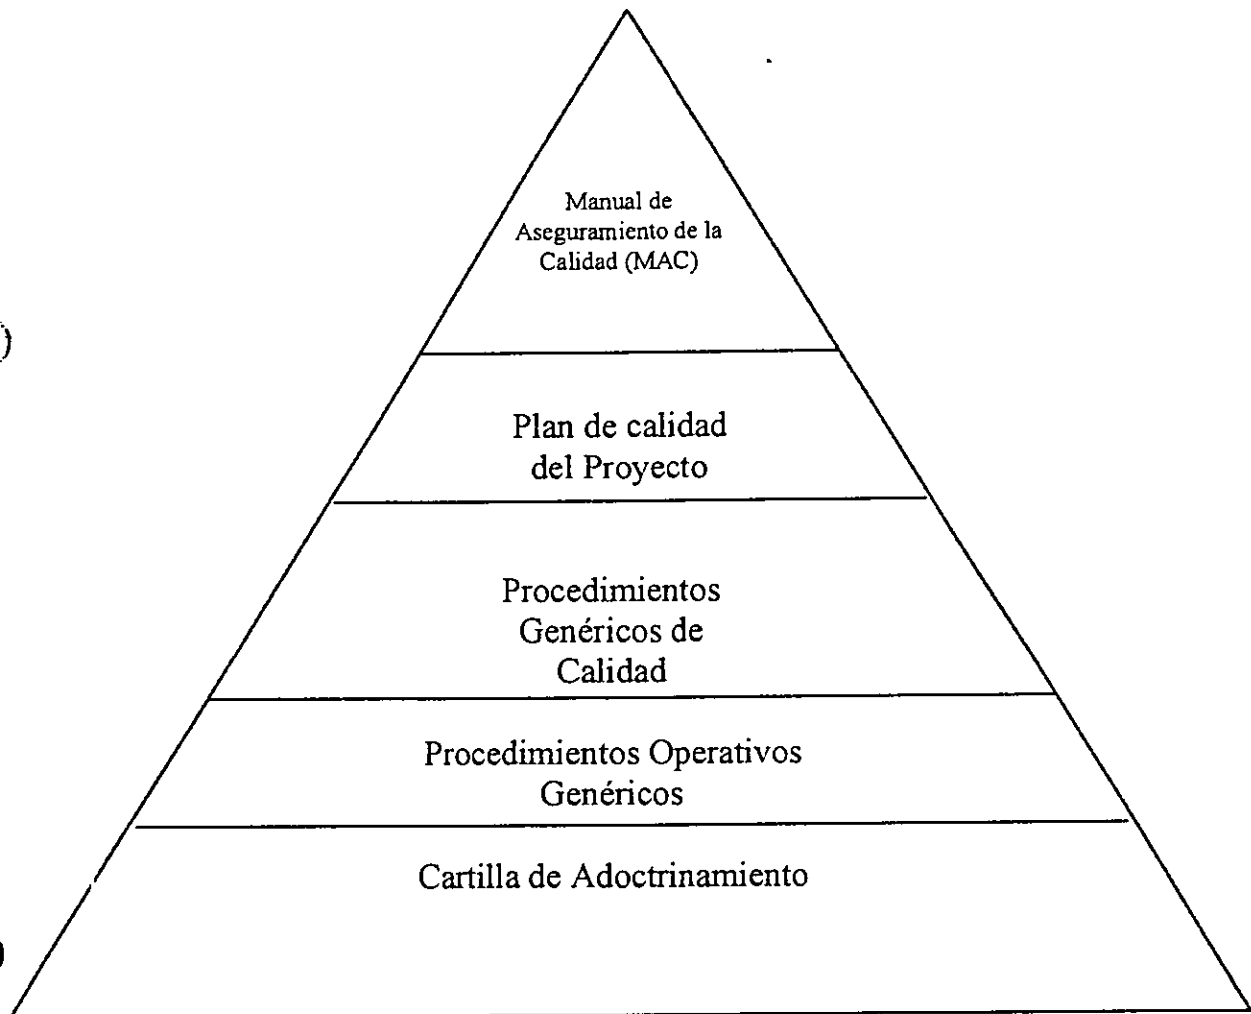 Manual de
Aseguramiento de la
Calidad (MAC)
Plan de calidad
del Proyecto
Procedimientos
Genéricos de
Calidad
Procedimientos Operativos
Genéricos
Cartilla de Adoctrinamiento